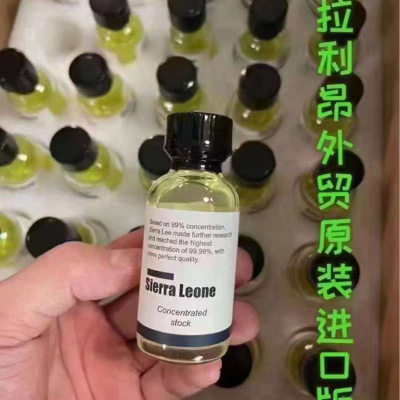 拉利昂外贸原装进口版
Based on 99% concentration,
Sierra Lee made further research
and reached the highest
concentration of 99.99%, with
more perfect quality.
Sierra Leone
Concentrated
stock